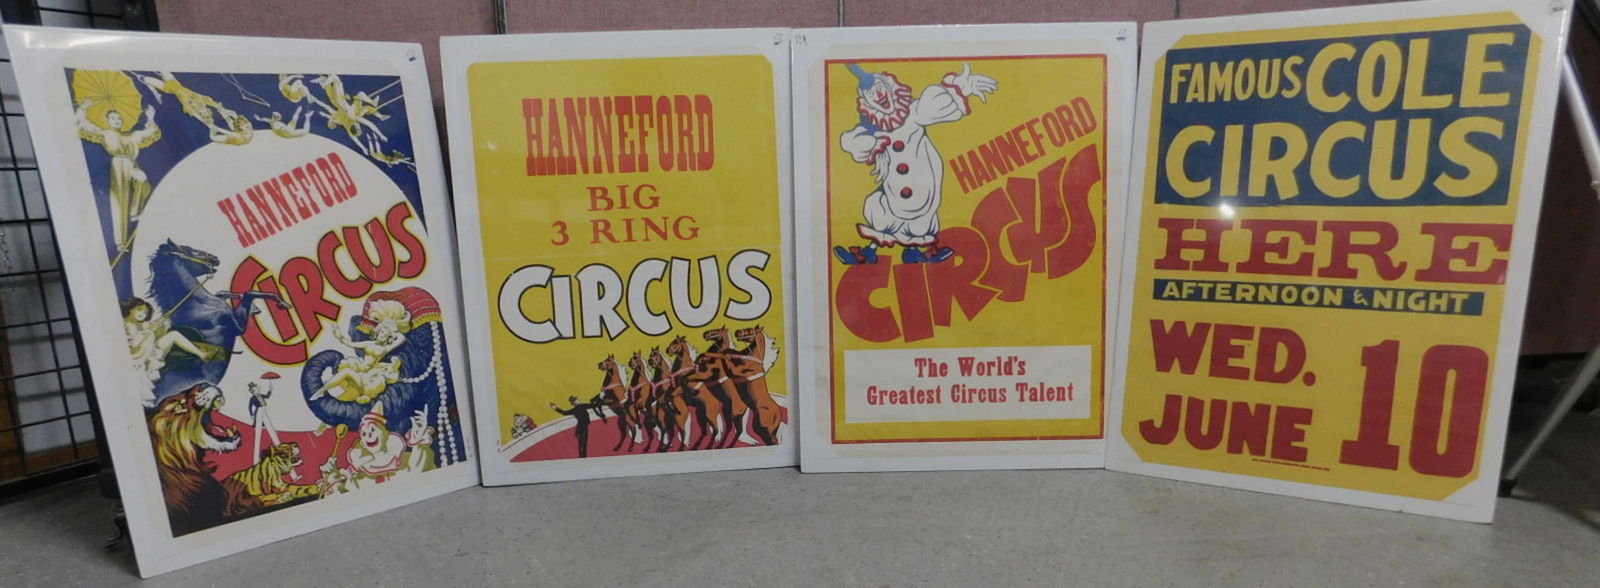 HANNEFORD
CIRCUS
HANNEFORD
BIG
3 RING
CIRCUS
HANNEFORD
CIRCUS
The World's
Greatest Circus Talent
FAMOUS COLE
CIRCUS
HERE
AFTERNOON & NIGHT
WED.
JUNE 10